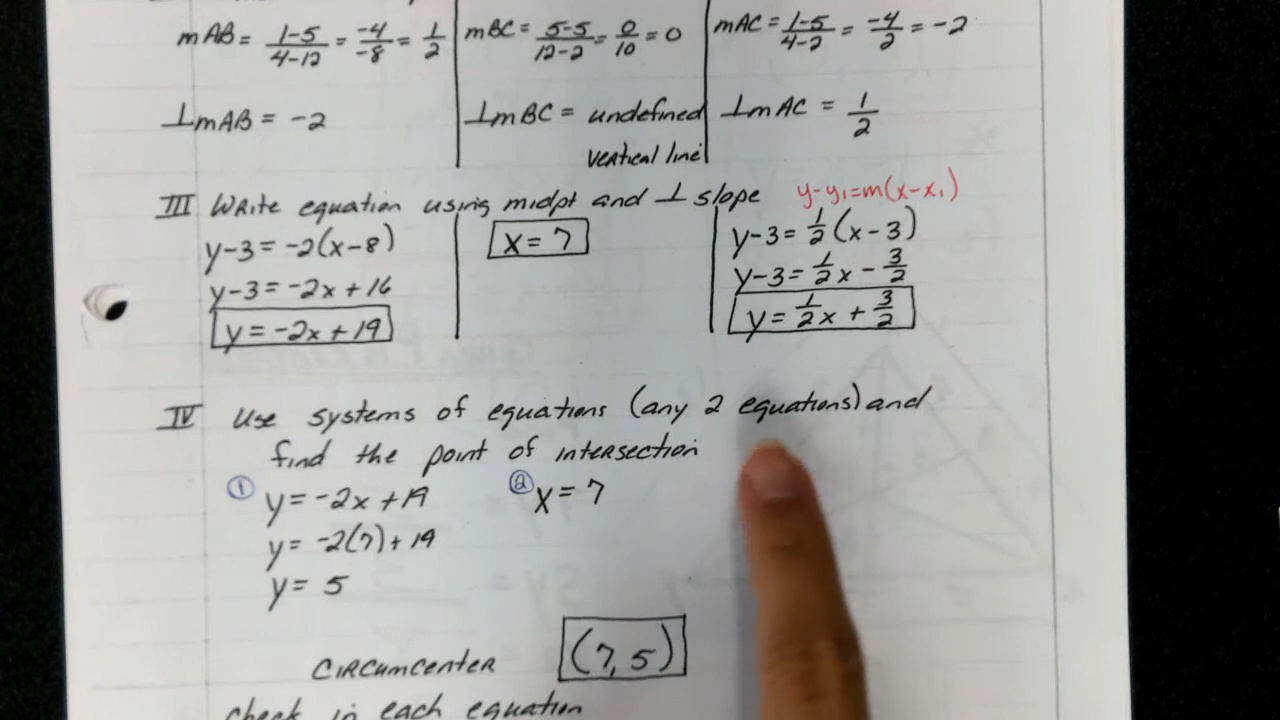 mAB = 1-5/4-12 = -4/-8 = 1/2
mBC = 5-5/12-2 = 0/10 = 0
mAC = 1-5/4-2 = -4/2 = -2
⊥mAB = -2
⊥mBC = undefined
vertical line
⊥mAC = 1/2
III Write equation using midpt and ⊥ slope y-y₁=m(x-x₁)
y-3 = -2(x-8)
y-3 = -2x + 16
y = -2x + 19
x = 7
y-3 = 1/2(x-3)
y-3 = 1/2x - 3/2
y = 1/2x + 3/2
IV Use systems of equations (any 2 equations) and
find the point of intersection
① y = -2x + 19
y = -2(7) + 19
y = 5
② x = 7
Circumcenter (7, 5)
check in each equation